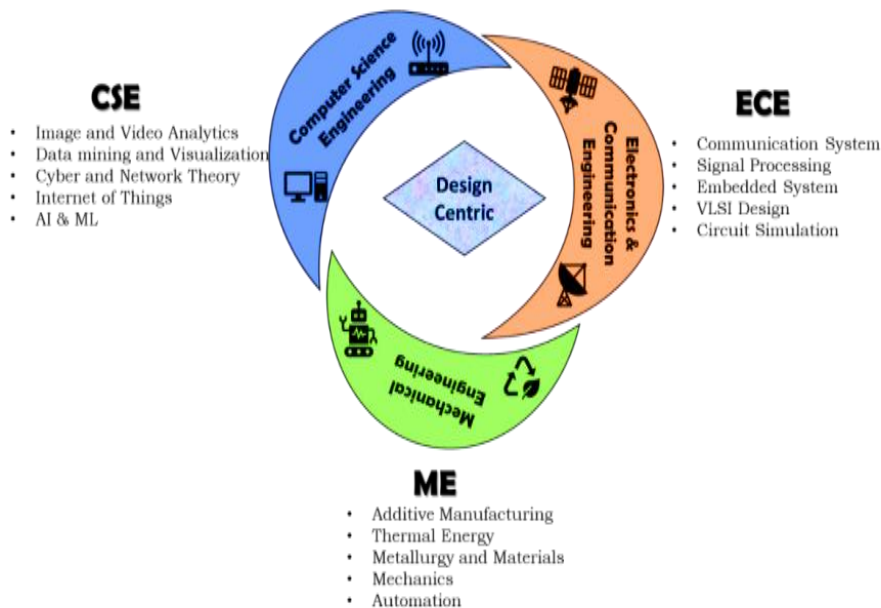 Computer Science
Engineering
Electronics &
Communication
Engineering
Mechanical
Engineering
Design
Centric
CSE
• Image and Video Analytics
• Data mining and Visualization
• Cyber and Network Theory
• Internet of Things
• AI & ML
ECE
• Communication System
• Signal Processing
• Embedded System
• VLSI Design
• Circuit Simulation
ME
• Additive Manufacturing
• Thermal Energy
• Metallurgy and Materials
• Mechanics
• Automation